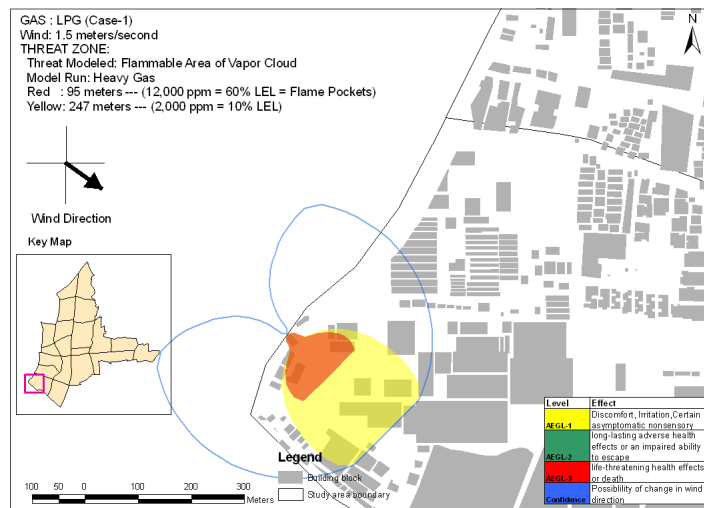 GAS : LPG (Case-1)
Wind: 1.5 meters/second
THREAT ZONE:
Threat Modeled: Flammable Area of Vapor Cloud
Model Run: Heavy Gas
Red : 95 meters --- (12,000 ppm = 60% LEL = Flame Pockets)
Yellow: 247 meters --- (2,000 ppm = 10% LEL)
N
Wind Direction
Key Map
Legend
Building block
Study area boundary
100 50 0 100 200 300
Meters
Level Effect
AEGL-1 Discomfort, Irritation,Certain
asymptomatic nonsensory
AEGL-2 long-lasting adverse health
effects or an impaired ability
to escape
AEGL-3 life-threatening health effects
or death
Confidence Possibility of change in wind
direction